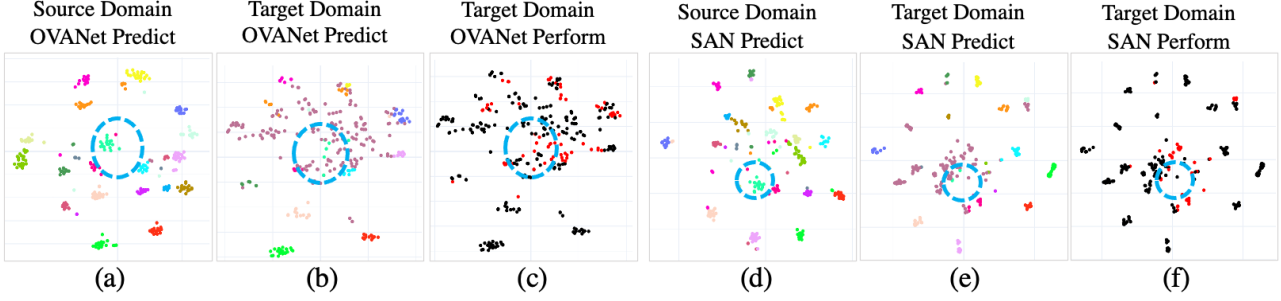 Source Domain
OVANet Predict
Target Domain
OVANet Predict
Target Domain
OVANet Perform
Source Domain
SAN Predict
Target Domain
SAN Predict
Target Domain
SAN Perform
(a)
(b)
(c)
(d)
(e)
(f)